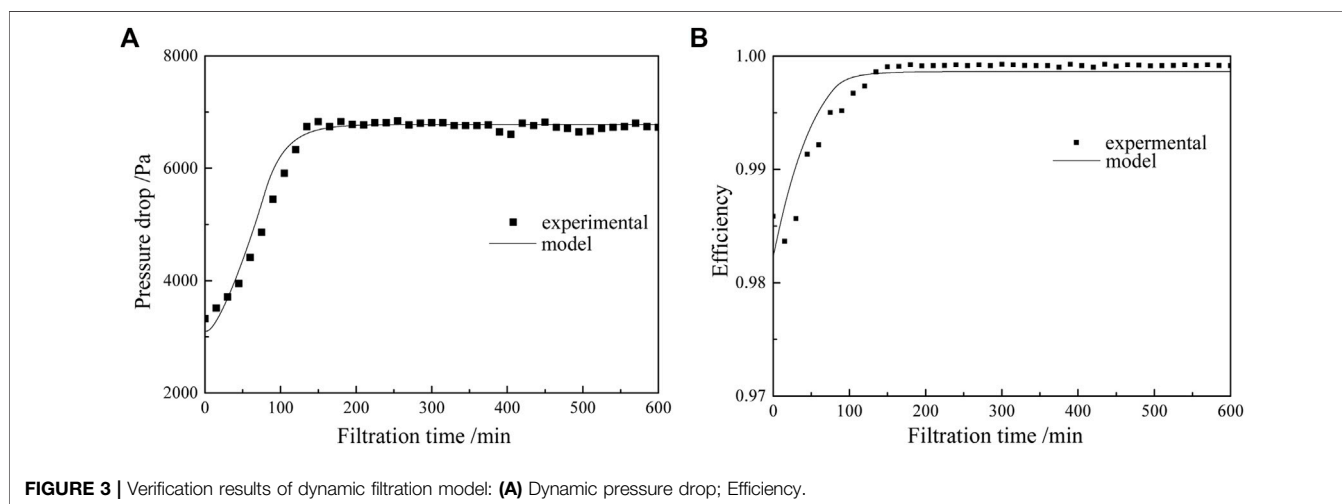 A
8000
6000
4000
2000
Pressure drop /Pa
experimental
model
0 100 200 300 400 500 600
Filtration time /min
B
1.00
0.99
0.98
0.97
Efficiency
expermental
model
0 100 200 300 400 500 600
Filtration time /min
FIGURE 3 | Verification results of dynamic filtration model: (A) Dynamic pressure drop; Efficiency.